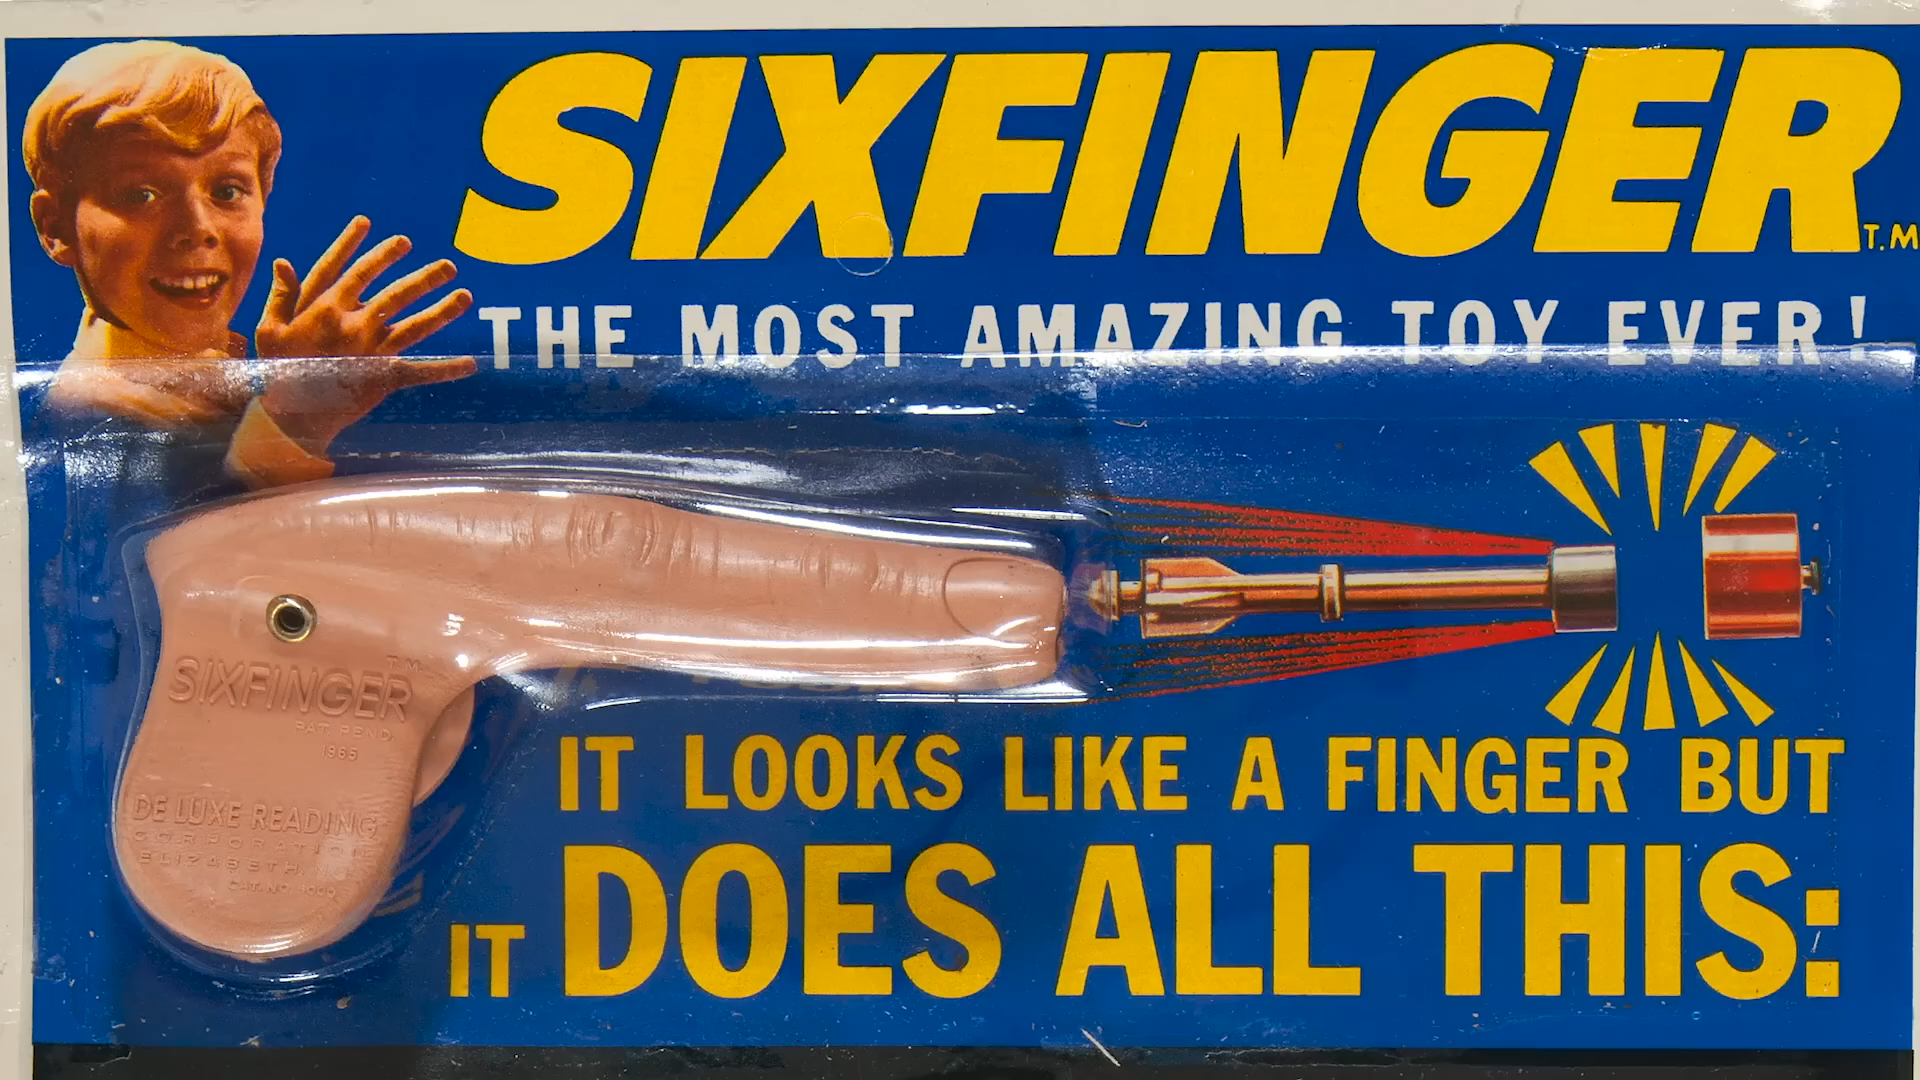 SIXFINGER T.M.
THE MOST AMAZING TOY EVER!
T.M.
SIXFINGER
PAT. PEND.
1965
DE LUXE READING
CORPORATION
ELIZABETH,
CAT. NO.
IT LOOKS LIKE A FINGER BUT
IT DOES ALL THIS: